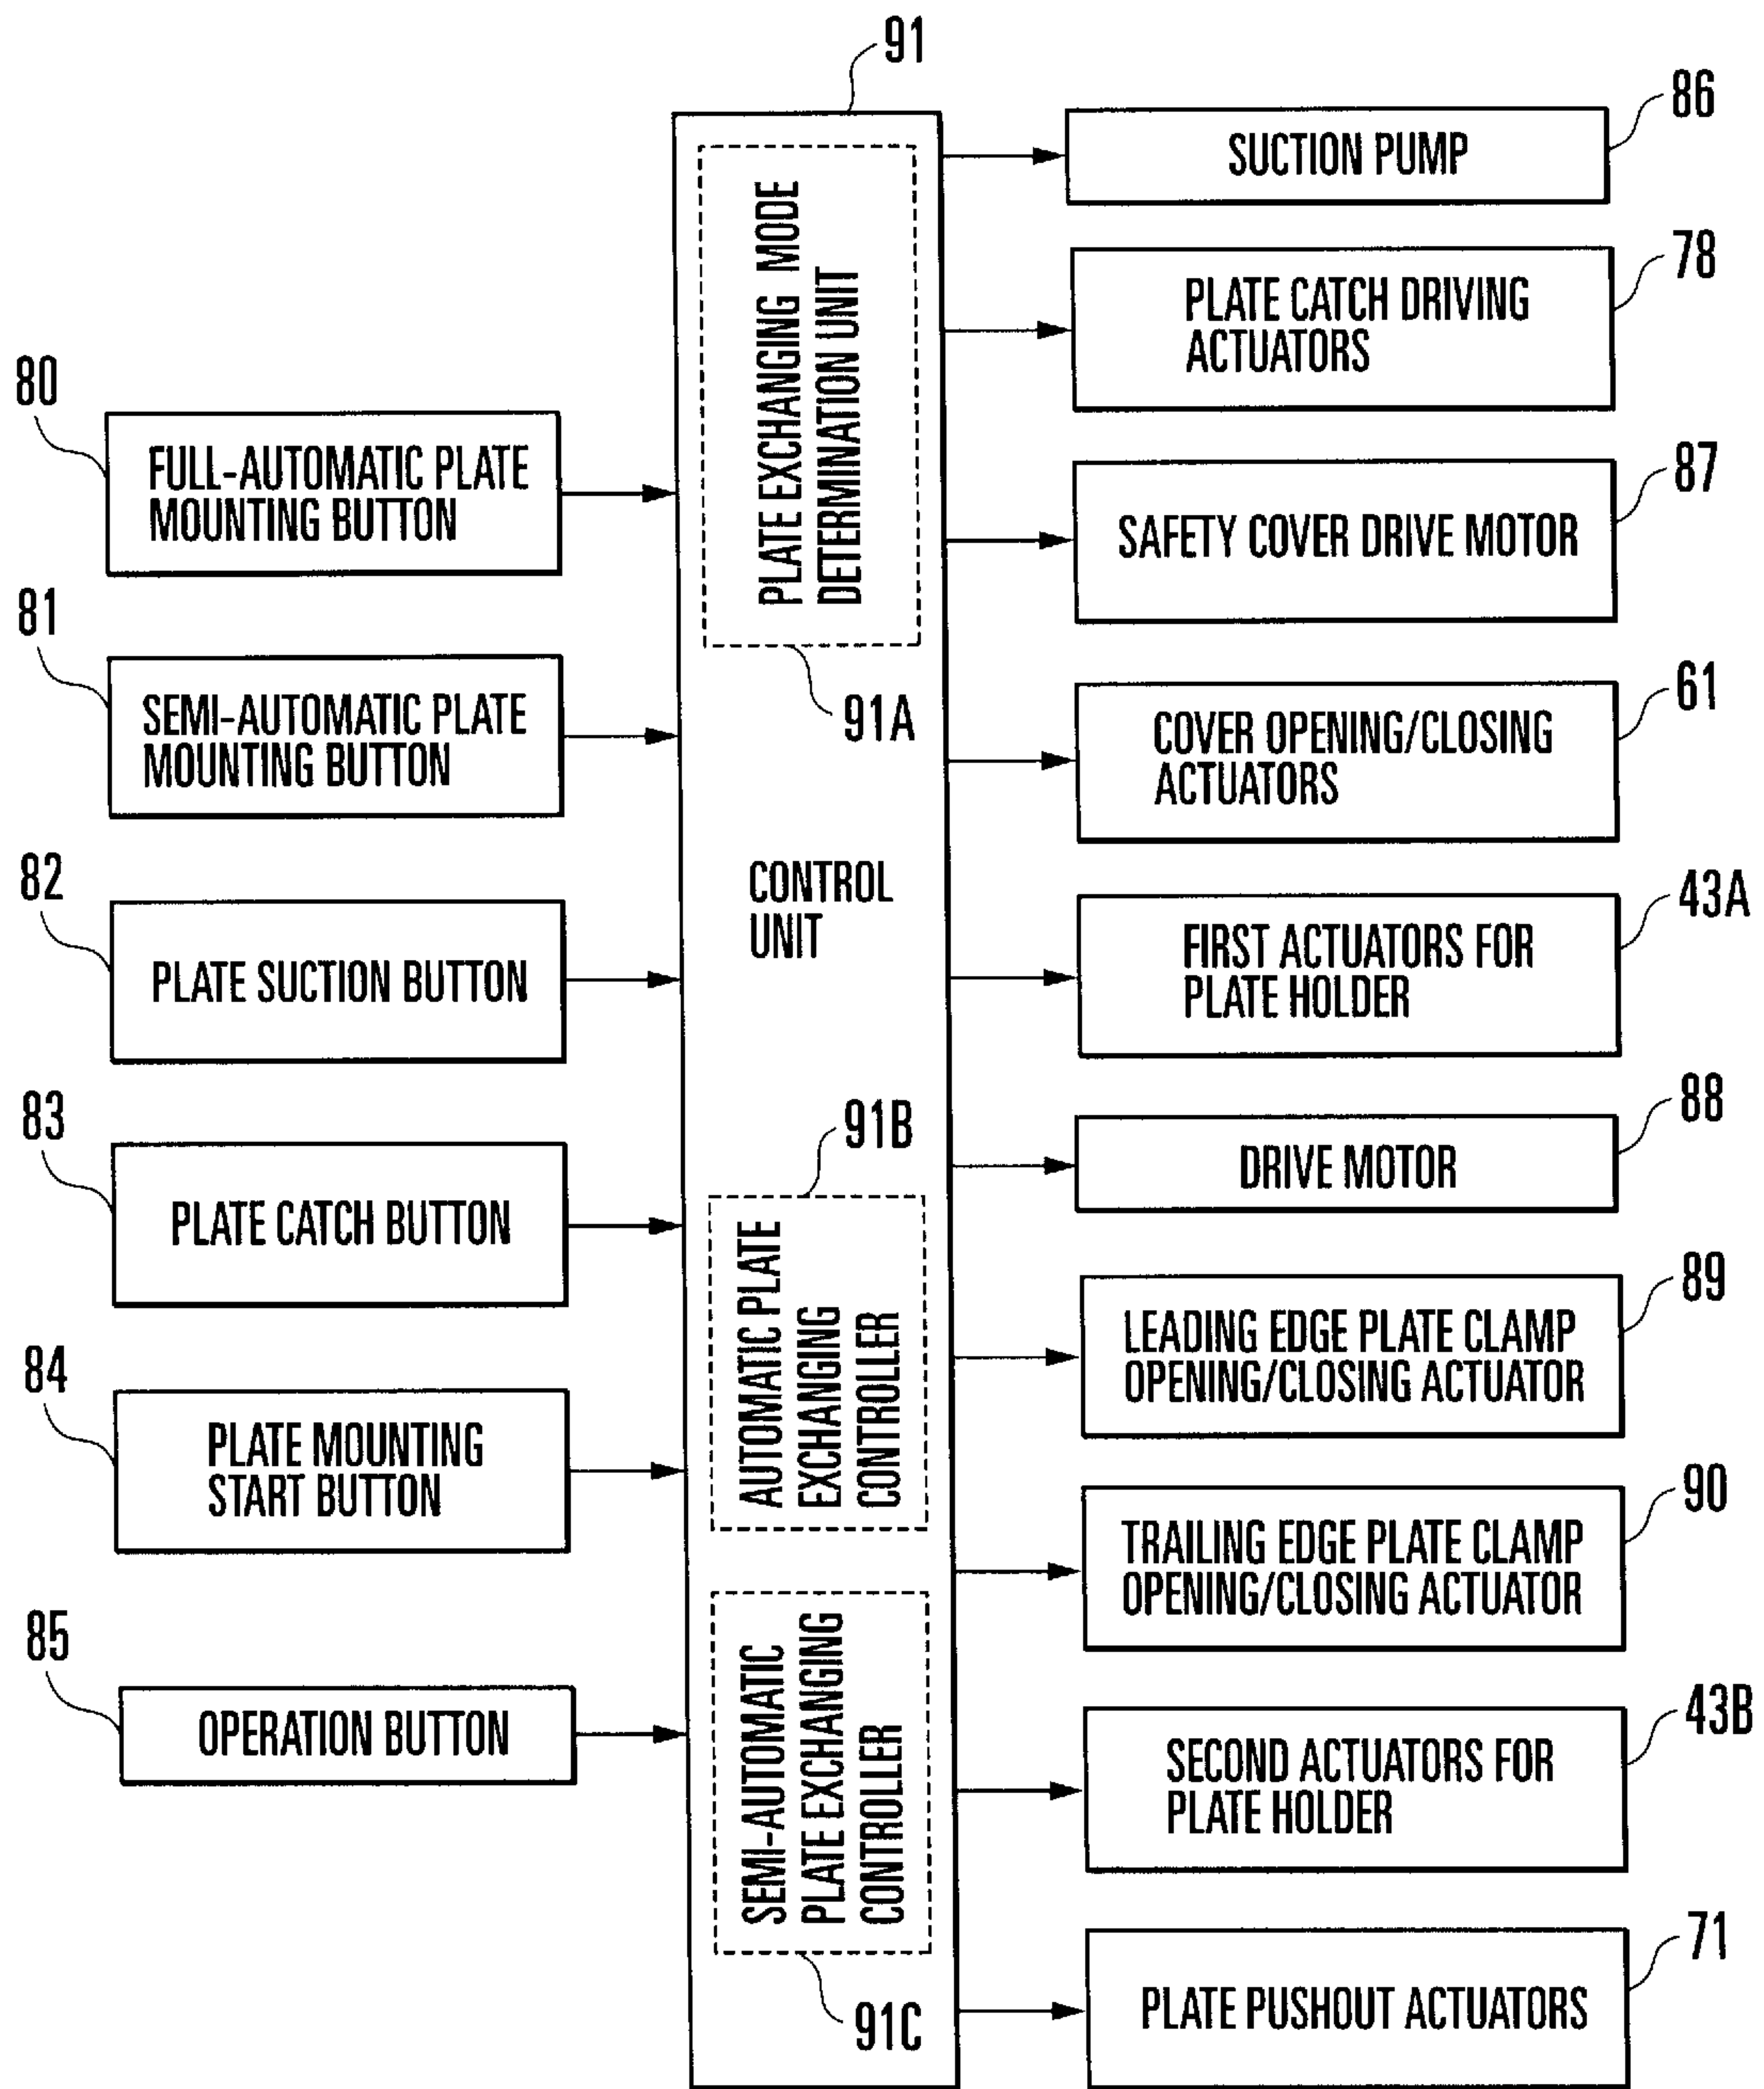 91
86
SUCTION PUMP
78
PLATE CATCH DRIVING
ACTUATORS
87
SAFETY COVER DRIVE MOTOR
61
COVER OPENING/CLOSING
ACTUATORS
43A
FIRST ACTUATORS FOR
PLATE HOLDER
88
DRIVE MOTOR
89
LEADING EDGE PLATE CLAMP
OPENING/CLOSING ACTUATOR
90
TRAILING EDGE PLATE CLAMP
OPENING/CLOSING ACTUATOR
43B
SECOND ACTUATORS FOR
PLATE HOLDER
71
PLATE PUSHOUT ACTUATORS
PLATE EXCHANGING MODE
DETERMINATION UNIT
91A
CONTROL
UNIT
91B
AUTOMATIC PLATE
EXCHANGING
CONTROLLER
SEMI-AUTOMATIC
PLATE EXCHANGING
CONTROLLER
91C
80
FULL-AUTOMATIC PLATE
MOUNTING BUTTON
81
SEMI-AUTOMATIC PLATE
MOUNTING BUTTON
82
PLATE SUCTION BUTTON
83
PLATE CATCH BUTTON
84
PLATE MOUNTING
START BUTTON
85
OPERATION BUTTON